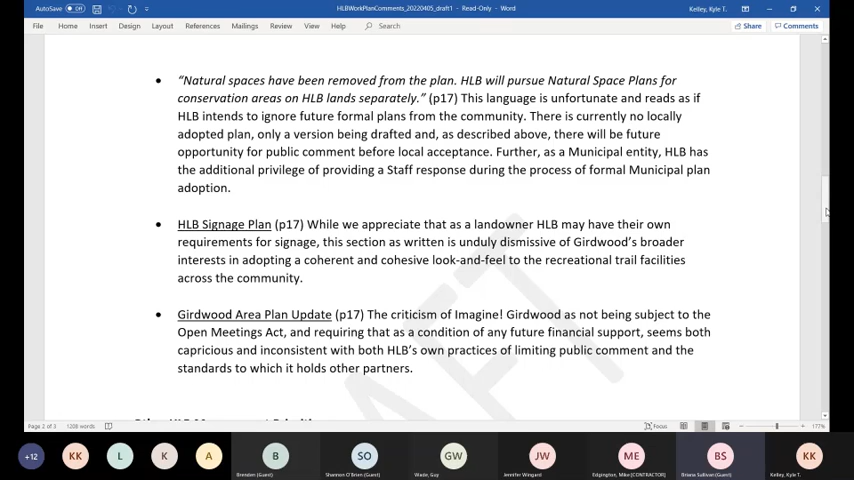 AutoSave Off
HLBWorkPlanComments_20220405_draft1 - Read-Only - Word
Kelley, Kyle T.
File Home Insert Design Layout References Mailings Review View Help Search
Share Comments
• “Natural spaces have been removed from the plan. HLB will pursue Natural Space Plans for
conservation areas on HLB lands separately.” (p17) This language is unfortunate and reads as if
HLB intends to ignore future formal plans from the community. There is currently no locally
adopted plan, only a version being drafted and, as described above, there will be future
opportunity for public comment before local acceptance. Further, as a Municipal entity, HLB has
the additional privilege of providing a Staff response during the process of formal Municipal plan
adoption.
• HLB Signage Plan (p17) While we appreciate that as a landowner HLB may have their own
requirements for signage, this section as written is unduly dismissive of Girdwood’s broader
interests in adopting a coherent and cohesive look-and-feel to the recreational trail facilities
across the community.
• Girdwood Area Plan Update (p17) The criticism of Imagine! Girdwood as not being subject to the
Open Meetings Act, and requiring that as a condition of any future financial support, seems both
capricious and inconsistent with both HLB’s own practices of limiting public comment and the
standards to which it holds other partners.
Page 2 of 3 1208 words
Focus
177%
+12 KK L K A B SO GW JW ME BS KK
Brenden (Guest) Shannon O'Brien (Guest) Wade, Guy Jennifer Wingard Edgington, Mike [CONTRACTOR] Briana Sullivan (Guest) Kelley, Kyle T.